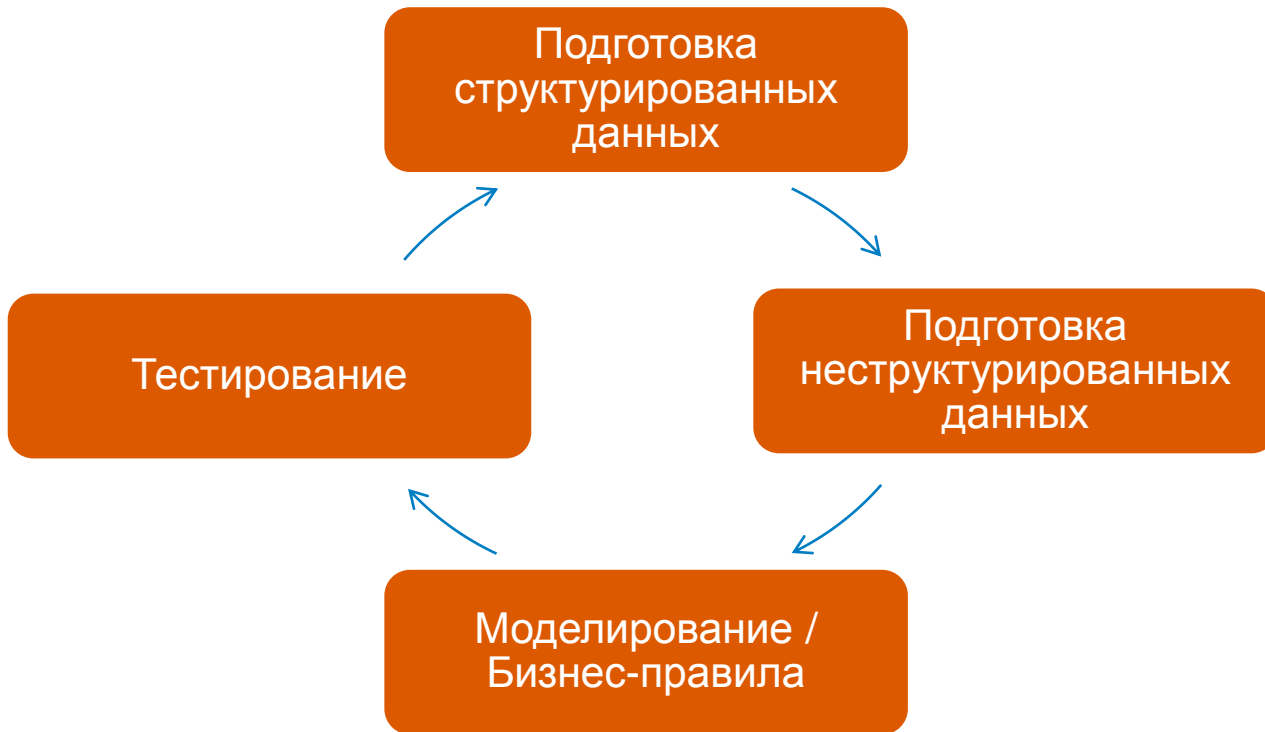 Подготовка
структурированных
данных
Подготовка
неструктурированных
данных
Тестирование
Моделирование /
Бизнес-правила